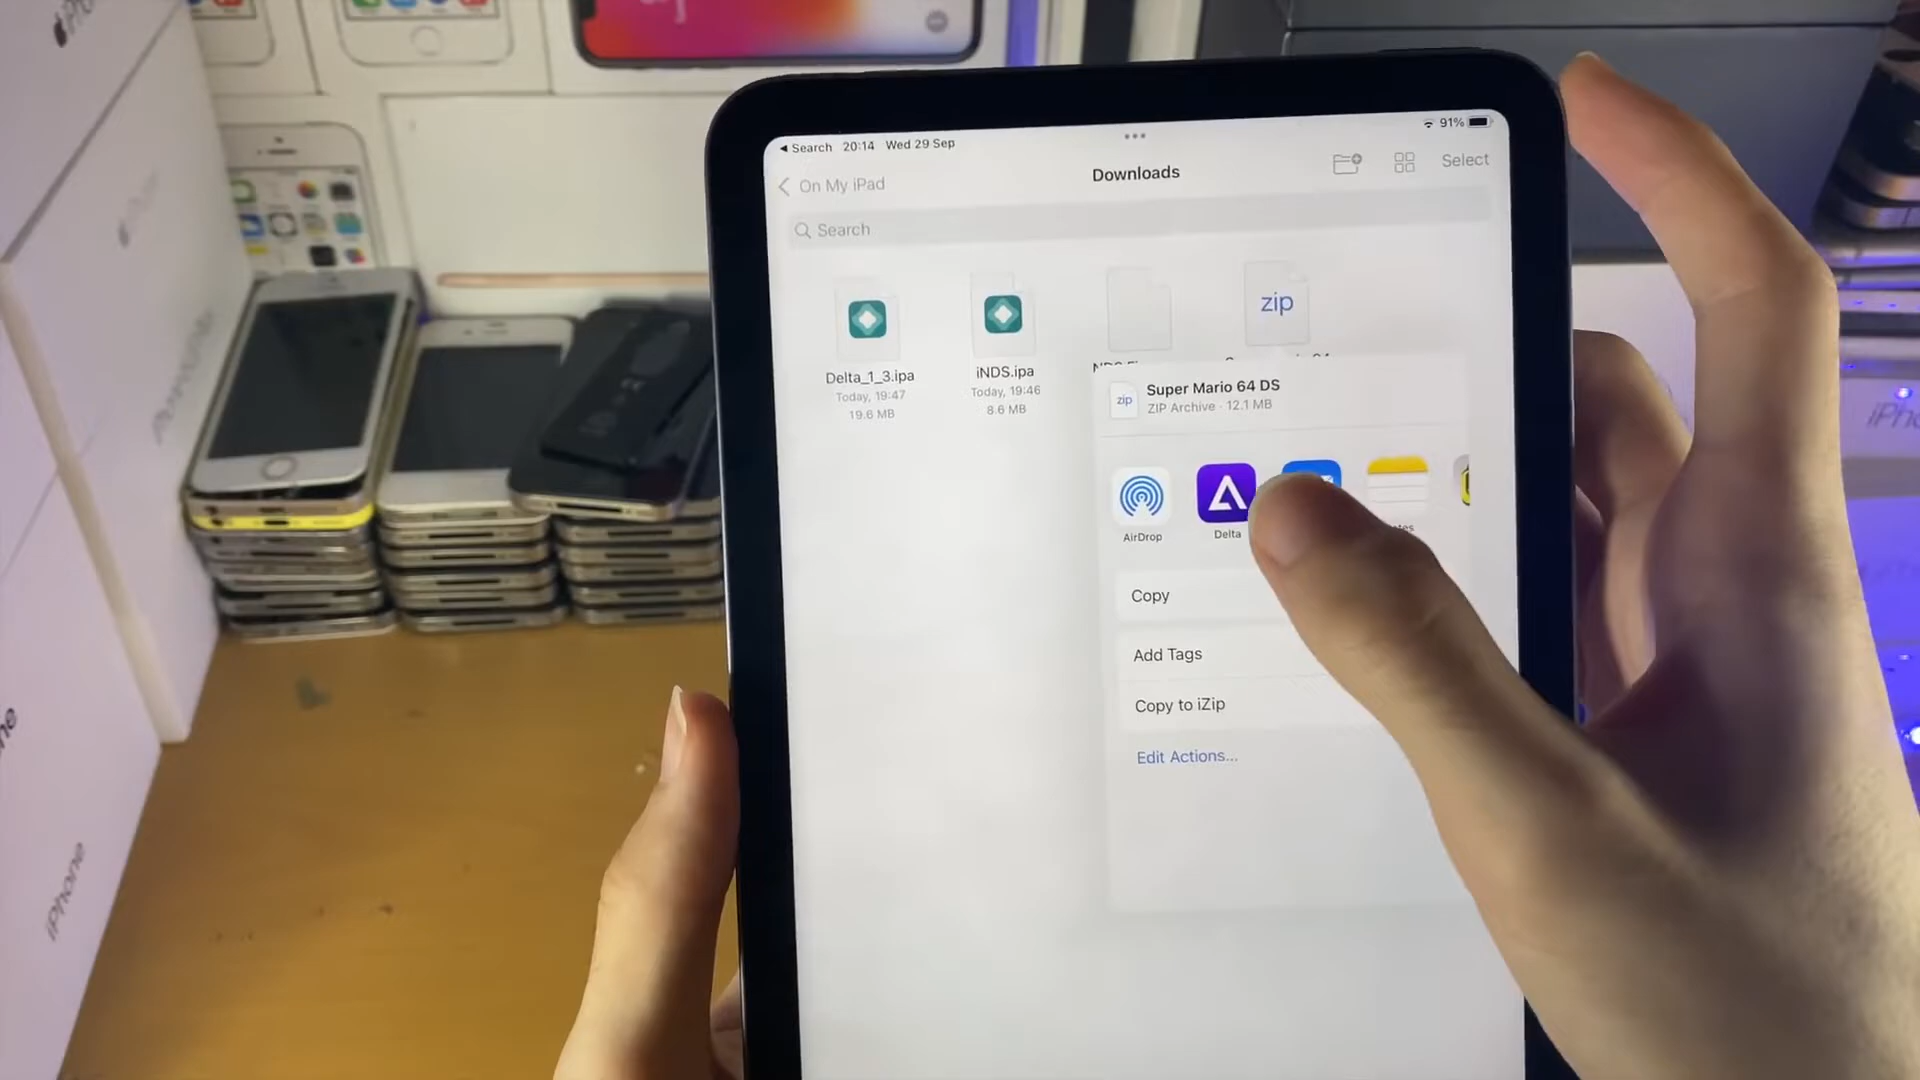 ◀ Search 20:14 Wed 29 Sep
91%
On My iPad
Downloads
Select
Search
zip
Delta_1_3.ipa
Today, 19:47
19.6 MB
iNDS.ipa
Today, 19:46
8.6 MB
zip
Super Mario 64 DS
ZIP Archive · 12.1 MB
AirDrop
Delta
Copy
Add Tags
Copy to iZip
Edit Actions...
iPhone